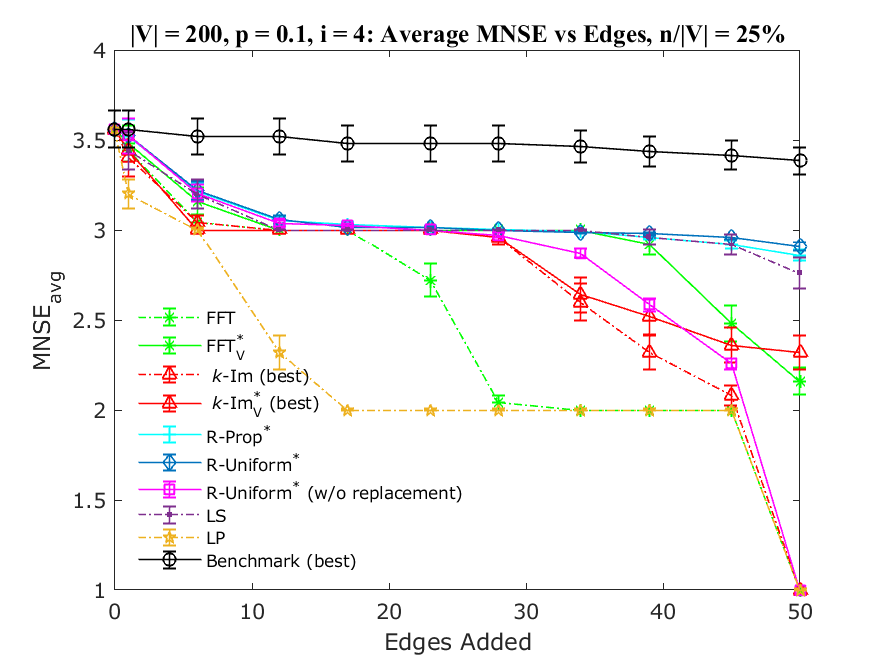 |V| = 200, p = 0.1, i = 4: Average MNSE vs Edges, n/|V| = 25%
4
3.5
3
2.5
2
1.5
1
MNSE_avg
FFT
FFT*_V
k-Im (best)
k-Im*_V (best)
R-Prop*
R-Uniform*
R-Uniform* (w/o replacement)
LS
LP
Benchmark (best)
0 10 20 30 40 50
Edges Added